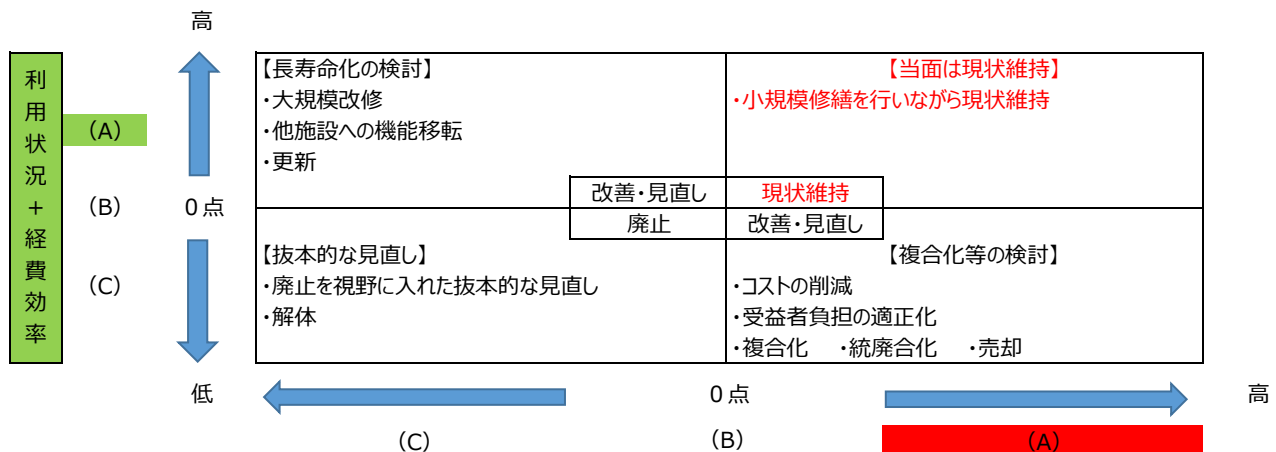 高
利用状況+経費効率
(A)
(B)
0点
(C)
低
【長寿命化の検討】
・大規模改修
・他施設への機能移転
・更新
【当面は現状維持】
・小規模修繕を行いながら現状維持
改善・見直し
現状維持
廃止
改善・見直し
【抜本的な見直し】
・廃止を視野に入れた抜本的な見直し
・解体
【複合化等の検討】
・コストの削減
・受益者負担の適正化
・複合化 ・統廃合化 ・売却
0点
高
(C)
(B)
(A)